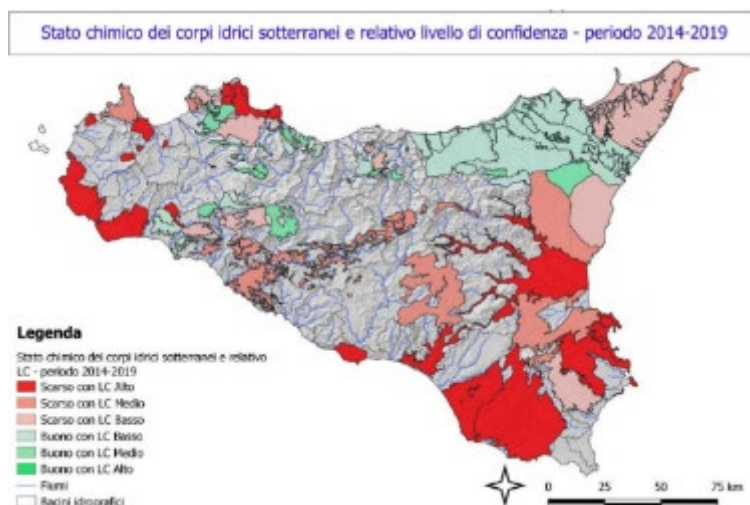 Stato chimico dei corpi idrici sotterranei e relativo livello di confidenza - periodo 2014-2019
Legenda
Stato chimico dei corpi idrici sotterranei e relativo
LC - periodo 2014-2019
Scarso con LC Alto
Scarso con LC Medio
Scarso con LC Basso
Buono con LC Basso
Buono con LC Medio
Buono con LC Alto
Fiumi
Bacini idrografici
0 25 50 75 km